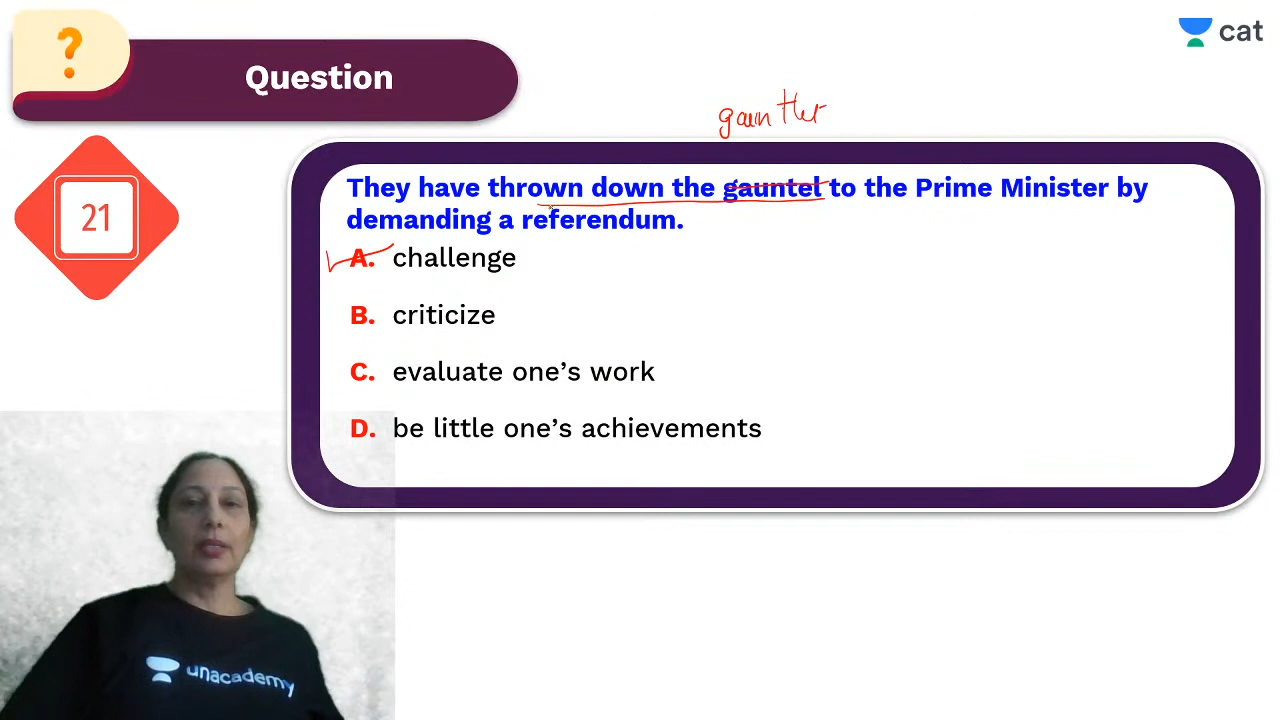 ?
Question
cat
21
gauntlet
They have thrown down the gauntel to the Prime Minister by
demanding a referendum.
A. challenge
B. criticize
C. evaluate one's work
D. be little one's achievements
unacademy